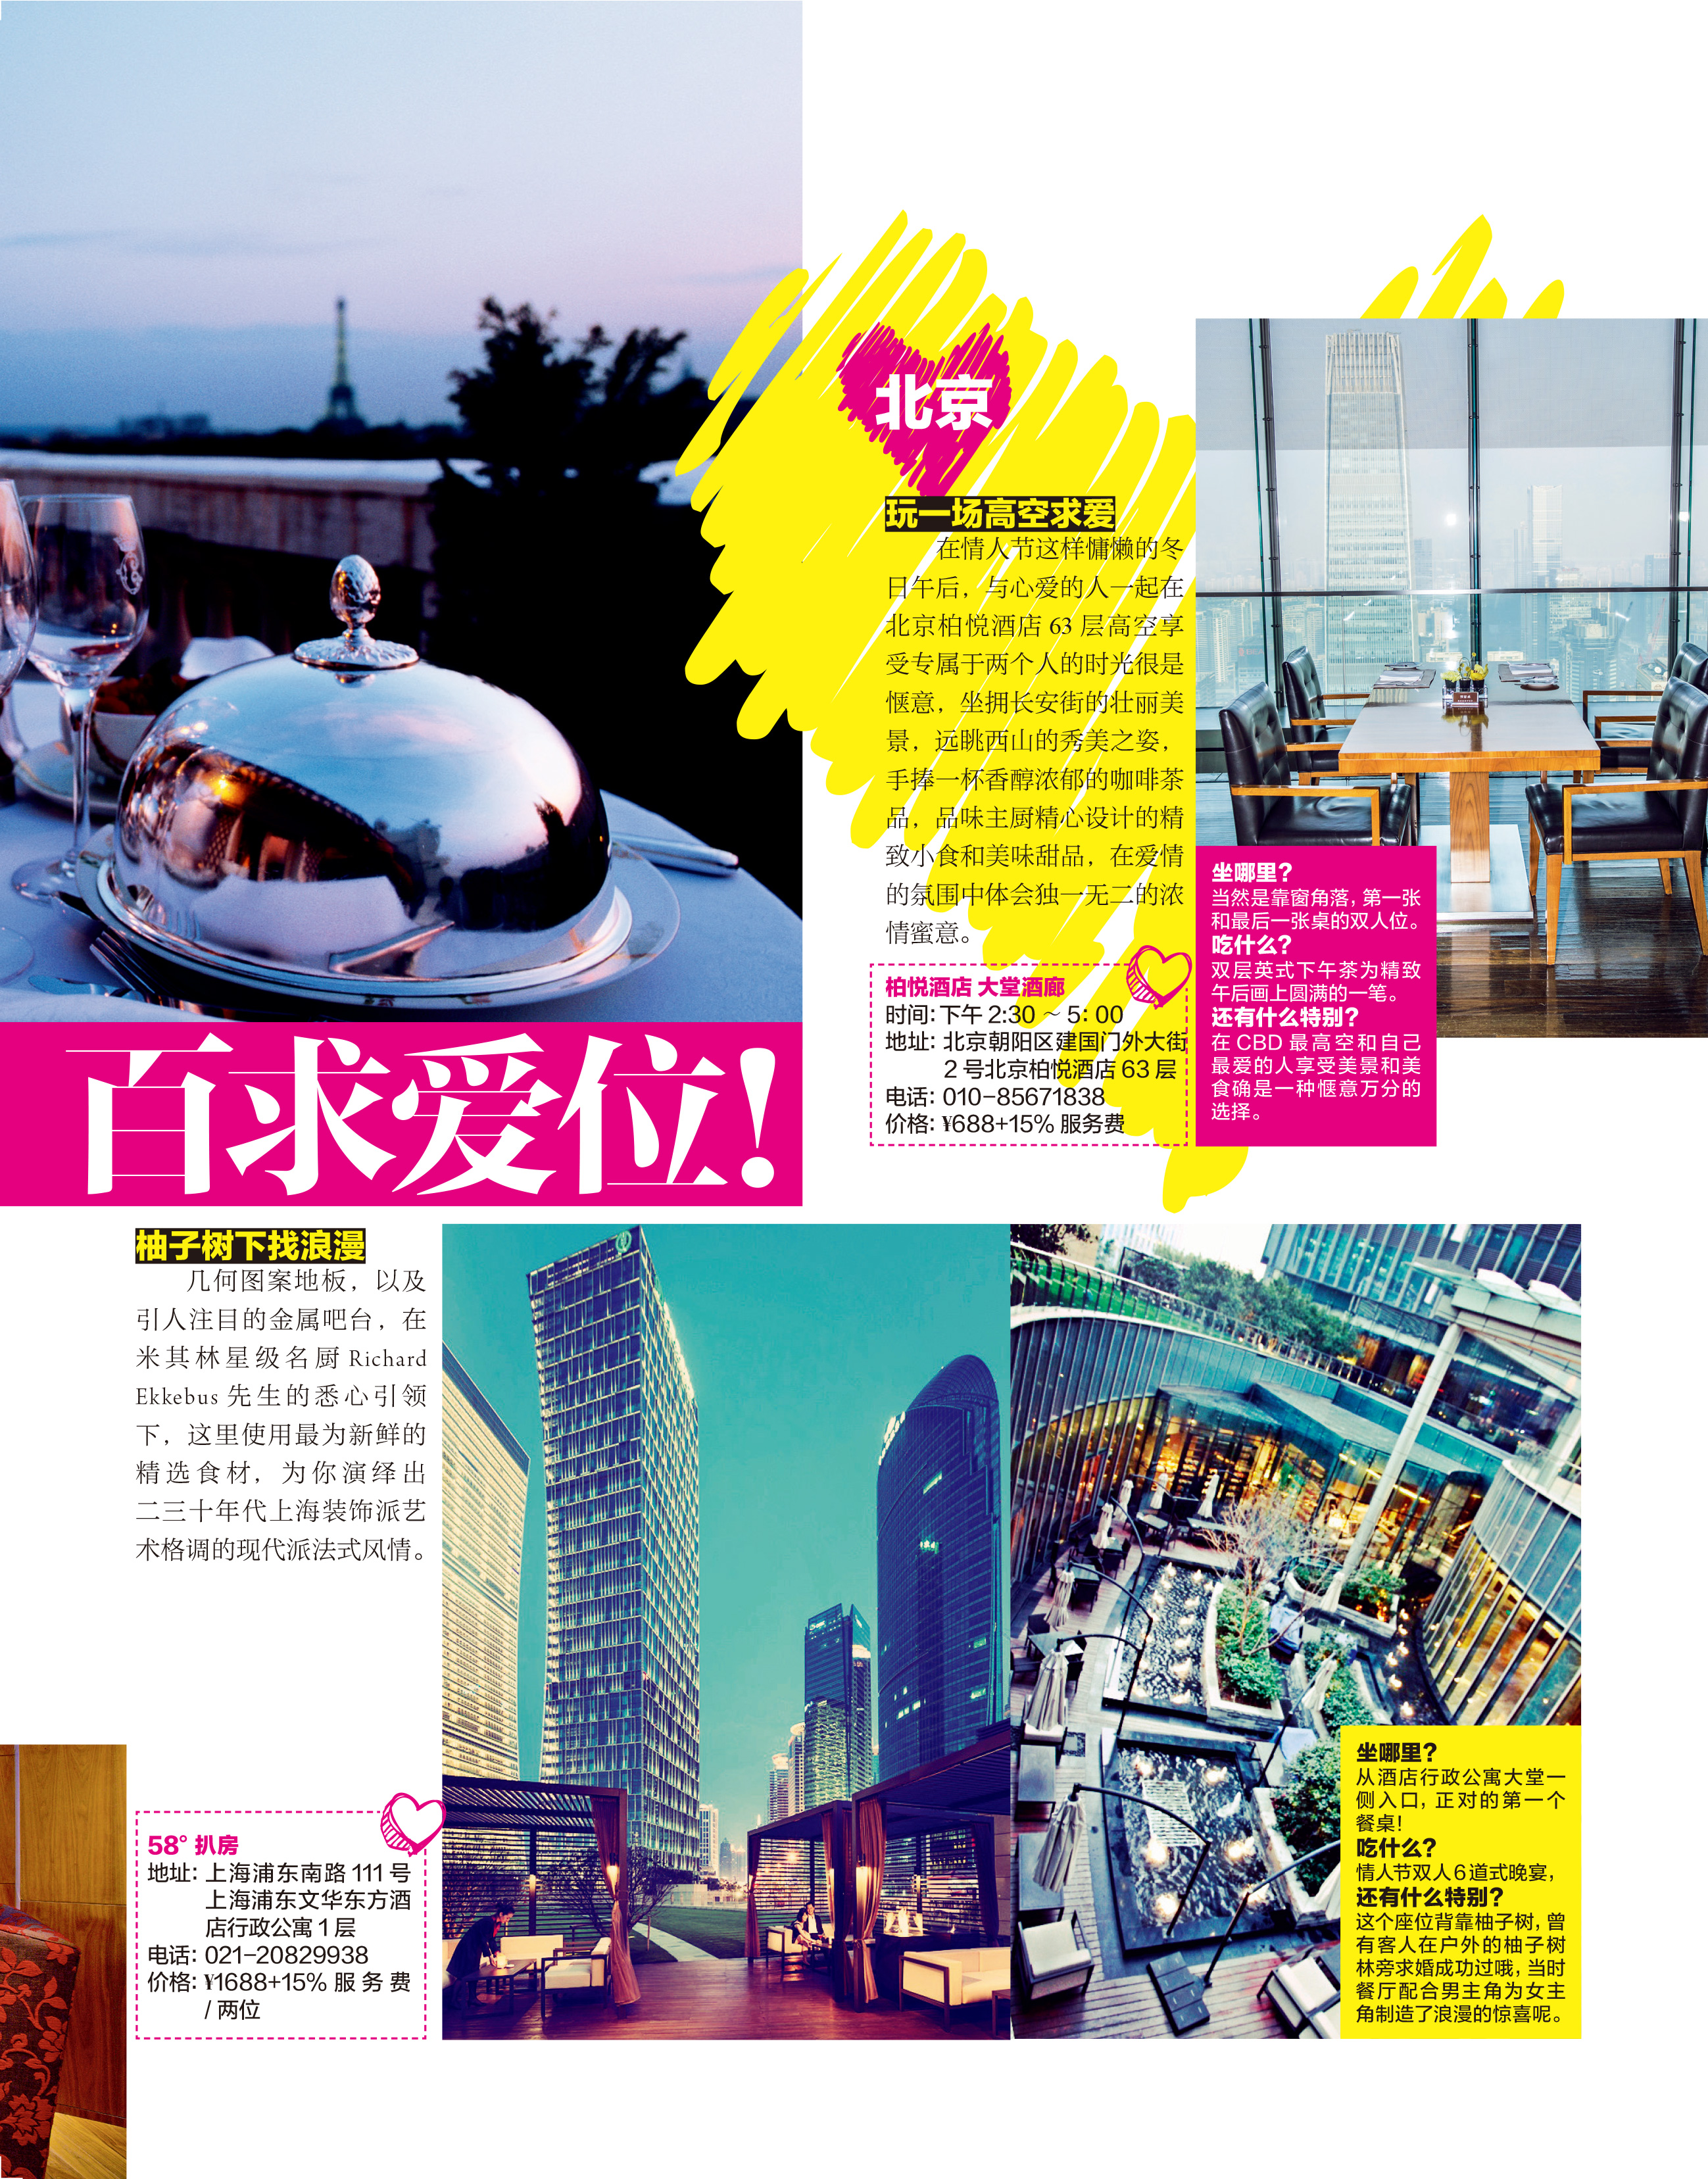 百求爱位!
北京
玩一场高空求爱
在情人节这样慵懒的冬
日午后，与心爱的人一起在
北京柏悦酒店 63 层高空享
受专属于两个人的时光很是
惬意，坐拥长安街的壮丽美
景，远眺西山的秀美之姿，
手捧一杯香醇浓郁的咖啡茶
品，品味主厨精心设计的精
致小食和美味甜品，在爱情
的氛围中体会独一无二的浓
情蜜意。
柏悦酒店 大堂酒廊
时间：下午 2:30 ～ 5：00
地址：北京朝阳区建国门外大街
2 号北京柏悦酒店 63 层
电话：010-85671838
价格：¥688+15% 服务费
坐哪里？
当然是靠窗角落，第一张
和最后一张桌的双人位。
吃什么？
双层英式下午茶为精致
午后画上圆满的一笔。
还有什么特别？
在 CBD 最高空和自己
最爱的人享受美景和美
食确是一种惬意万分的
选择。
柚子树下找浪漫
几何图案地板，以及
引人注目的金属吧台，在
米其林星级名厨 Richard
Ekkebus 先生的悉心引领
下，这里使用最为新鲜的
精选食材，为你演绎出
二三十年代上海装饰派艺
术格调的现代派法式风情。
58° 扒房
地址：上海浦东南路 111 号
上海浦东文华东方酒
店行政公寓 1 层
电话：021-20829938
价格：¥1688+15% 服务费
/ 两位
坐哪里？
从酒店行政公寓大堂一
侧入口，正对的第一个
餐桌！
吃什么？
情人节双人6道式晚宴，
还有什么特别？
这个座位背靠柚子树，曾
有客人在户外的柚子树
林旁求婚成功过哦，当时
餐厅配合男主角为女主
角制造了浪漫的惊喜呢。